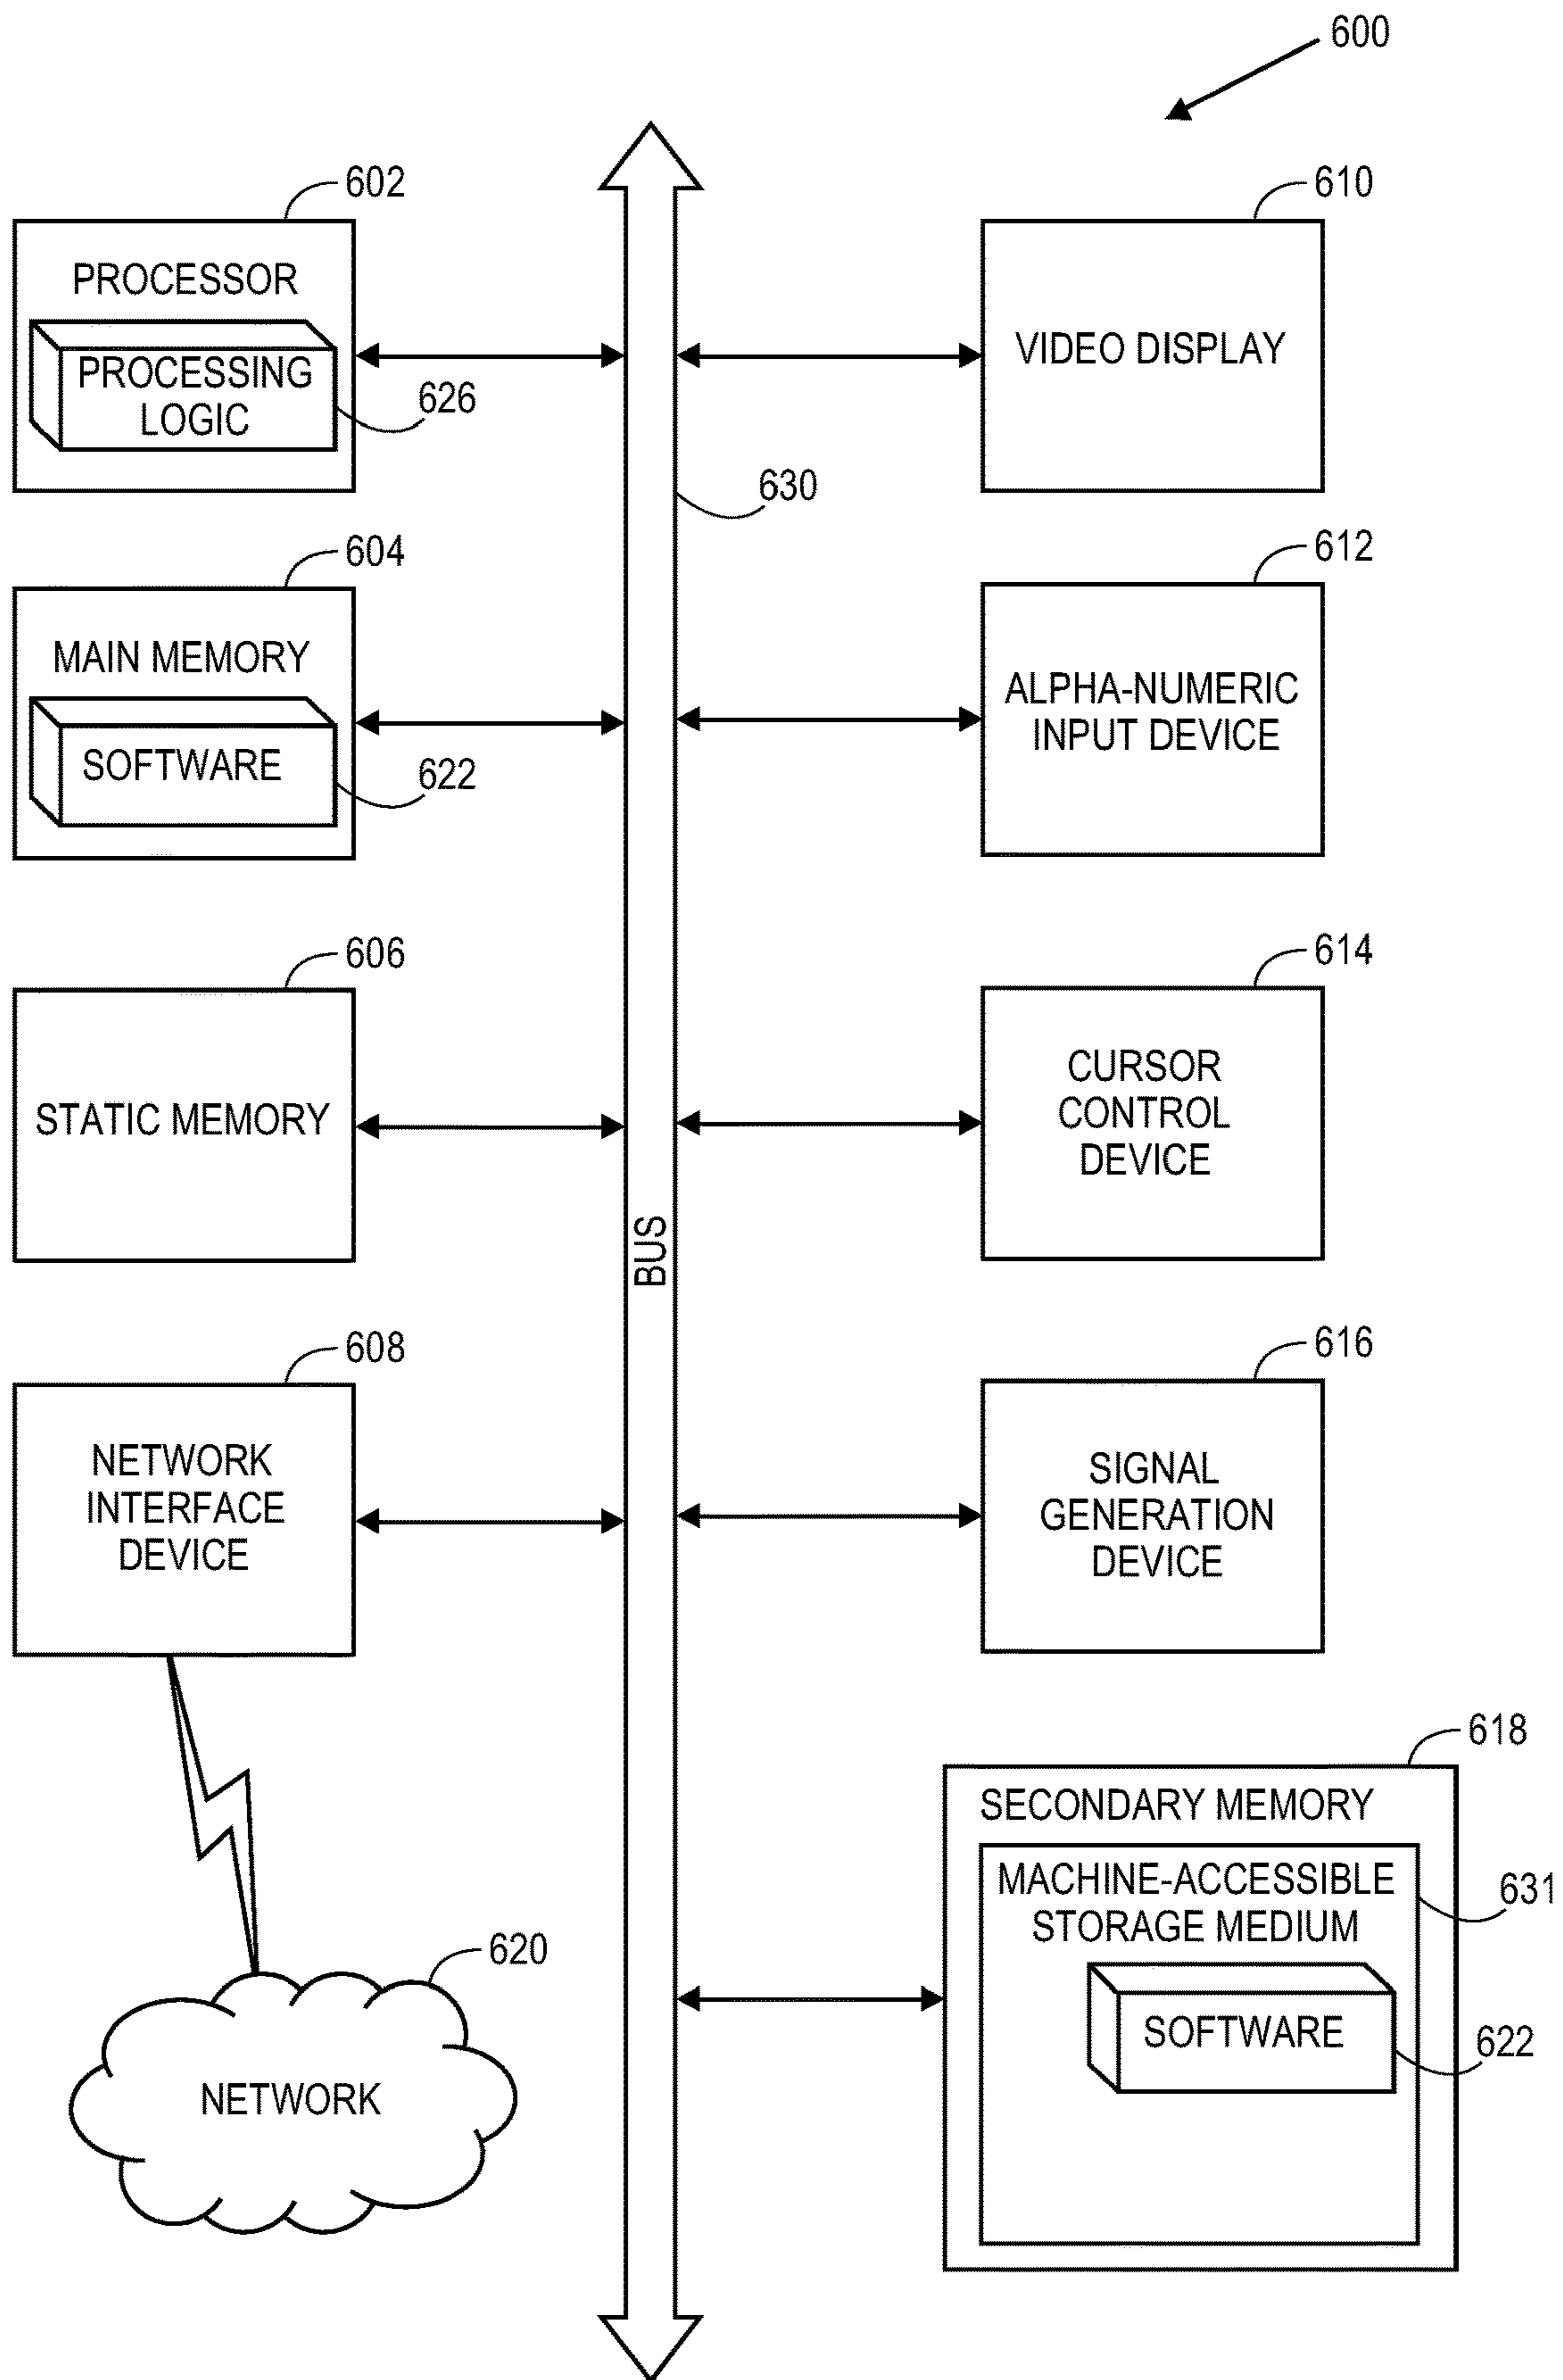 600
602
PROCESSOR
PROCESSING
LOGIC
626
610
VIDEO DISPLAY
630
604
MAIN MEMORY
SOFTWARE
622
612
ALPHA-NUMERIC
INPUT DEVICE
606
STATIC MEMORY
614
CURSOR
CONTROL
DEVICE
BUS
608
NETWORK
INTERFACE
DEVICE
616
SIGNAL
GENERATION
DEVICE
618
SECONDARY MEMORY
MACHINE-ACCESSIBLE
STORAGE MEDIUM
631
SOFTWARE
622
620
NETWORK